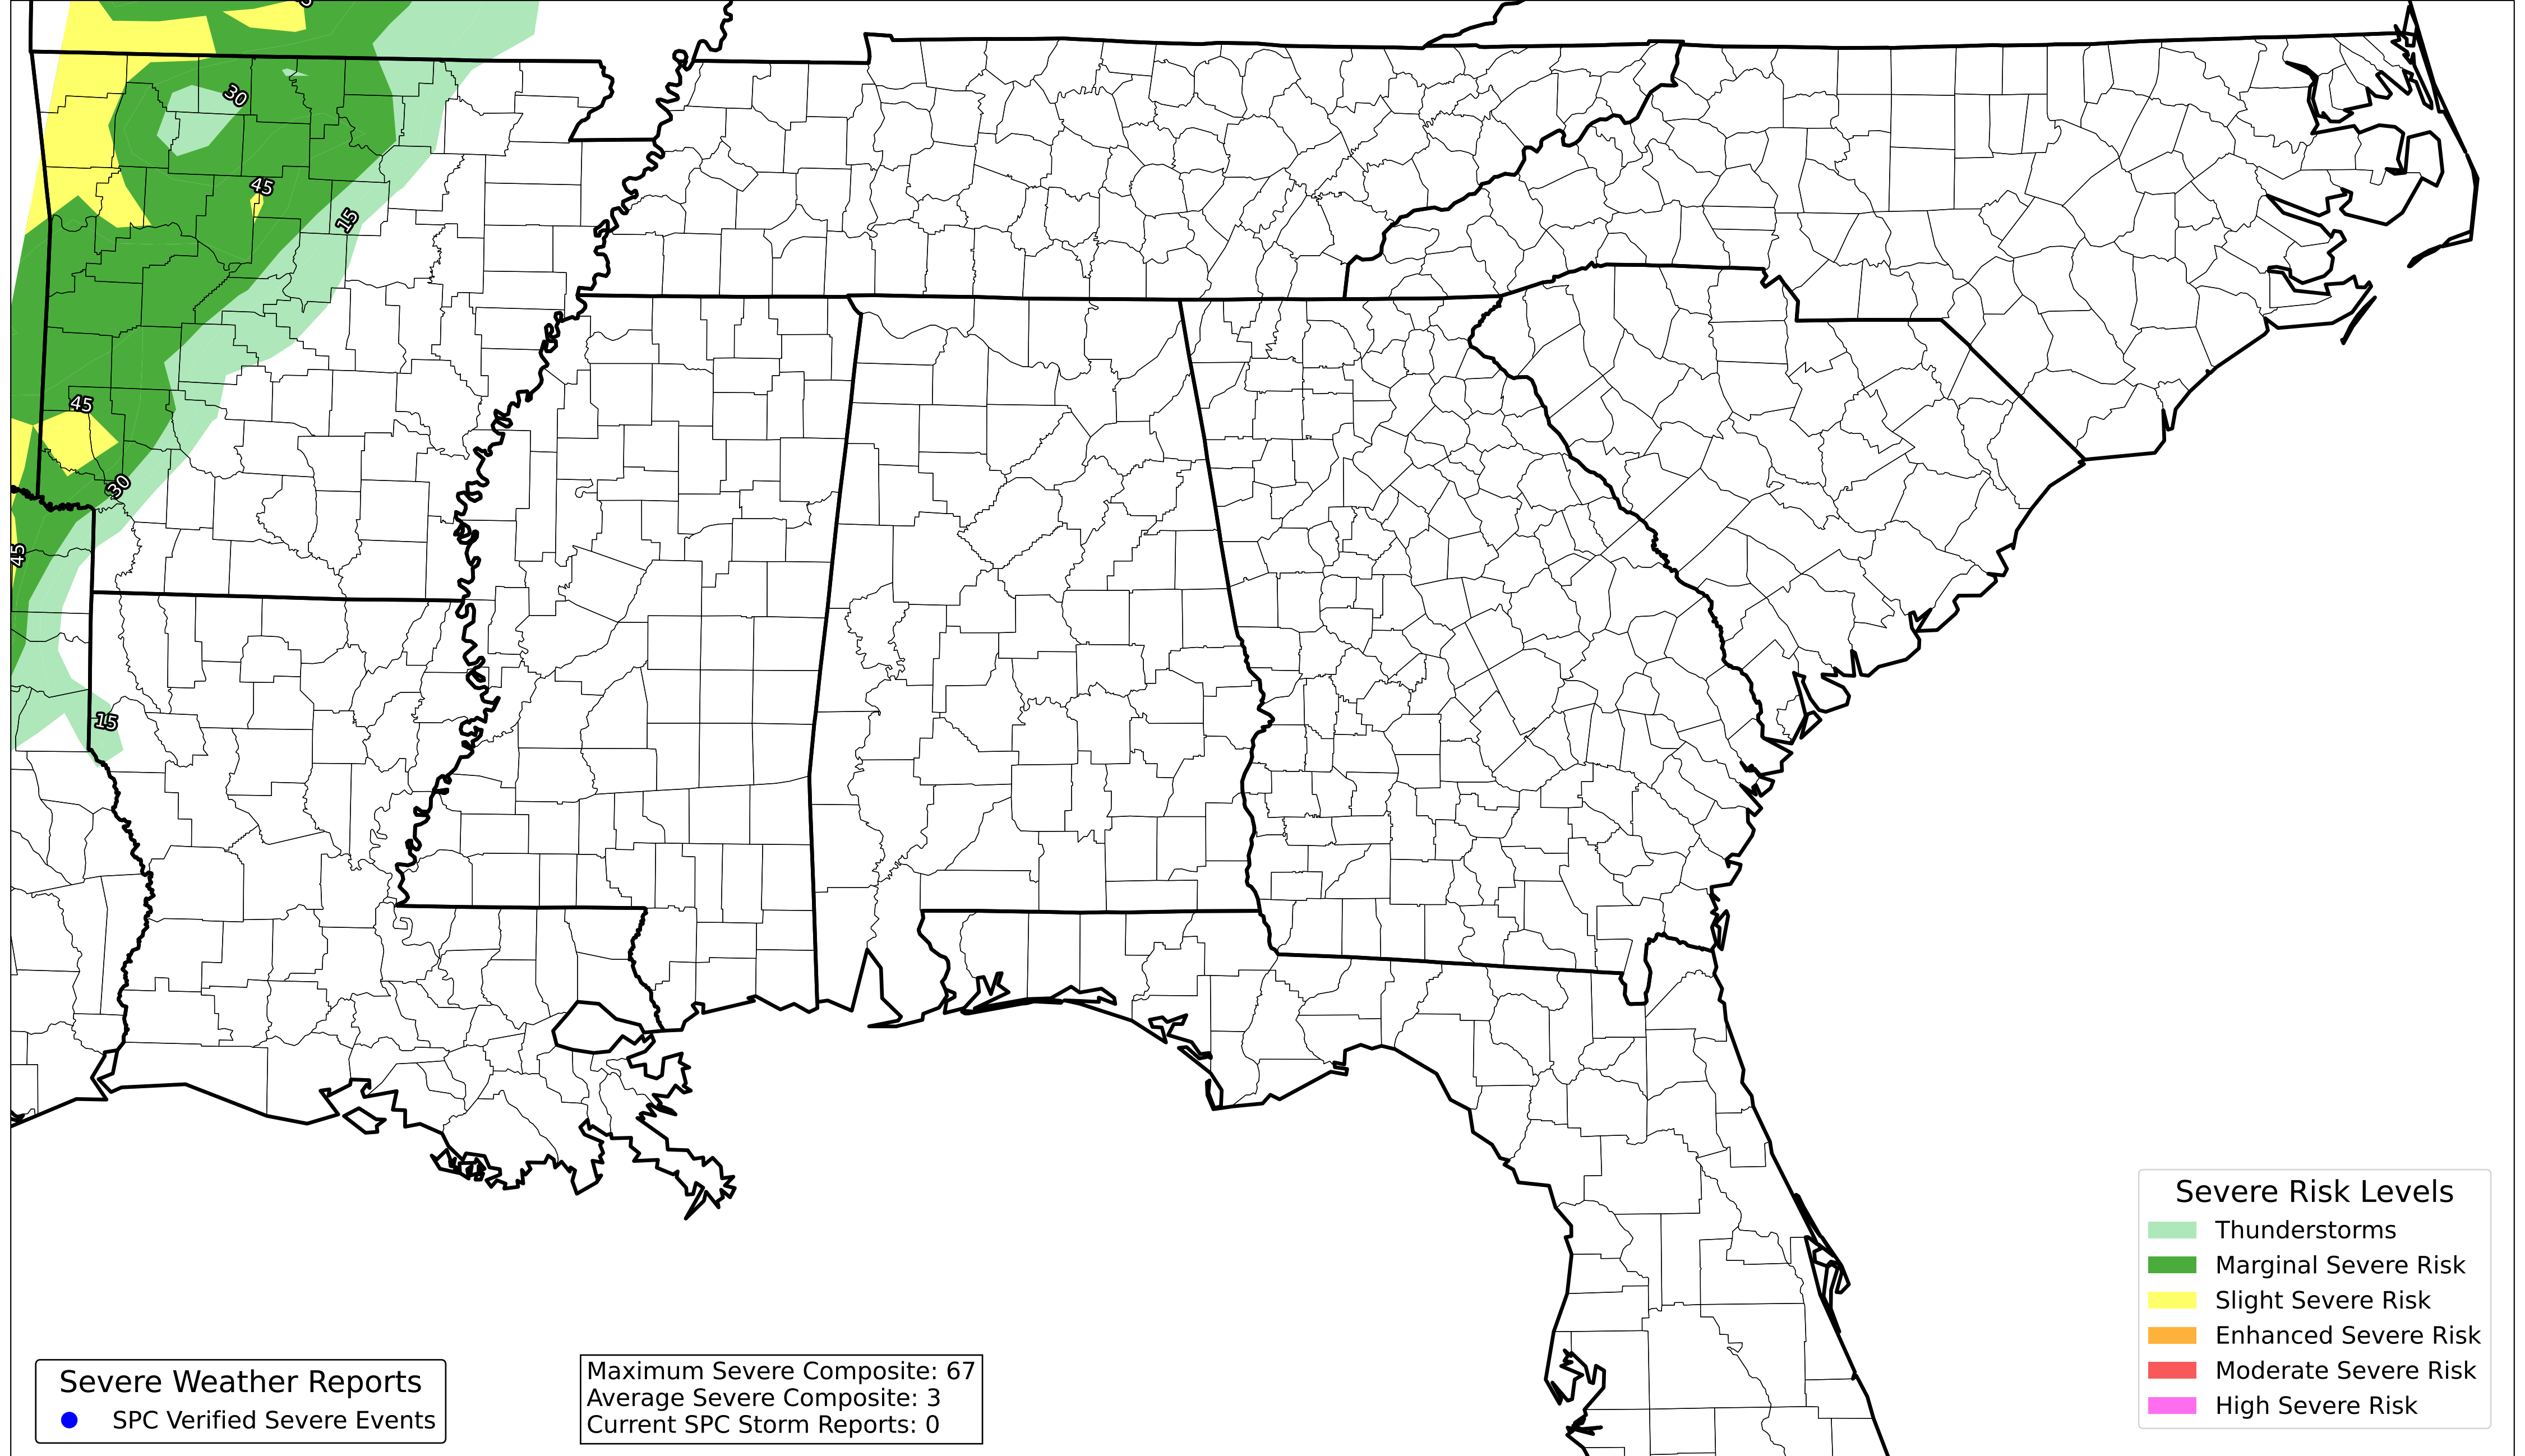 30
45
15
45
30
45
15
Severe Risk Levels
Thunderstorms
Marginal Severe Risk
Slight Severe Risk
Enhanced Severe Risk
Moderate Severe Risk
High Severe Risk
Severe Weather Reports
SPC Verified Severe Events
Maximum Severe Composite: 67
Average Severe Composite: 3
Current SPC Storm Reports: 0